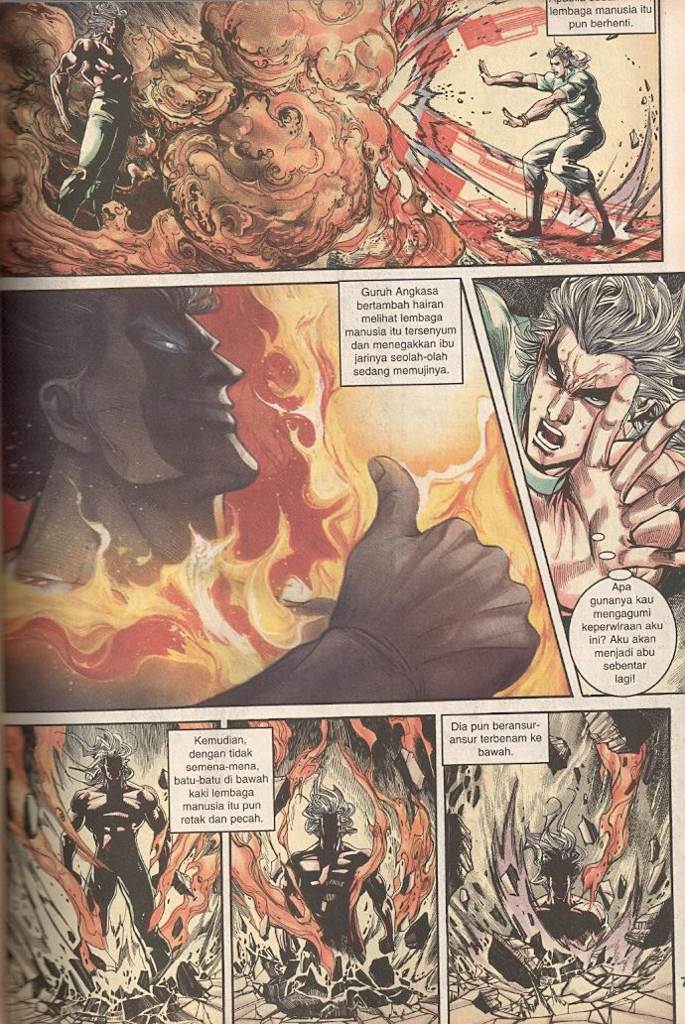 lembaga manusia itu
pun berhenti.
Guruh Angkasa
bertambah hairan
melihat lembaga
manusia itu tersenyum
dan menegakkan ibu
jarinya seolah-olah
sedang memujinya.
Apa
gunanya kau
mengagumi
keperwiraan aku
ini? Aku akan
menjadi abu
sebentar
lagi!
Kemudian,
dengan tidak
semena-mena,
batu-batu di bawah
kaki lembaga
manusia itu pun
retak dan pecah.
Dia pun beransur-
ansur terbenam ke
bawah.